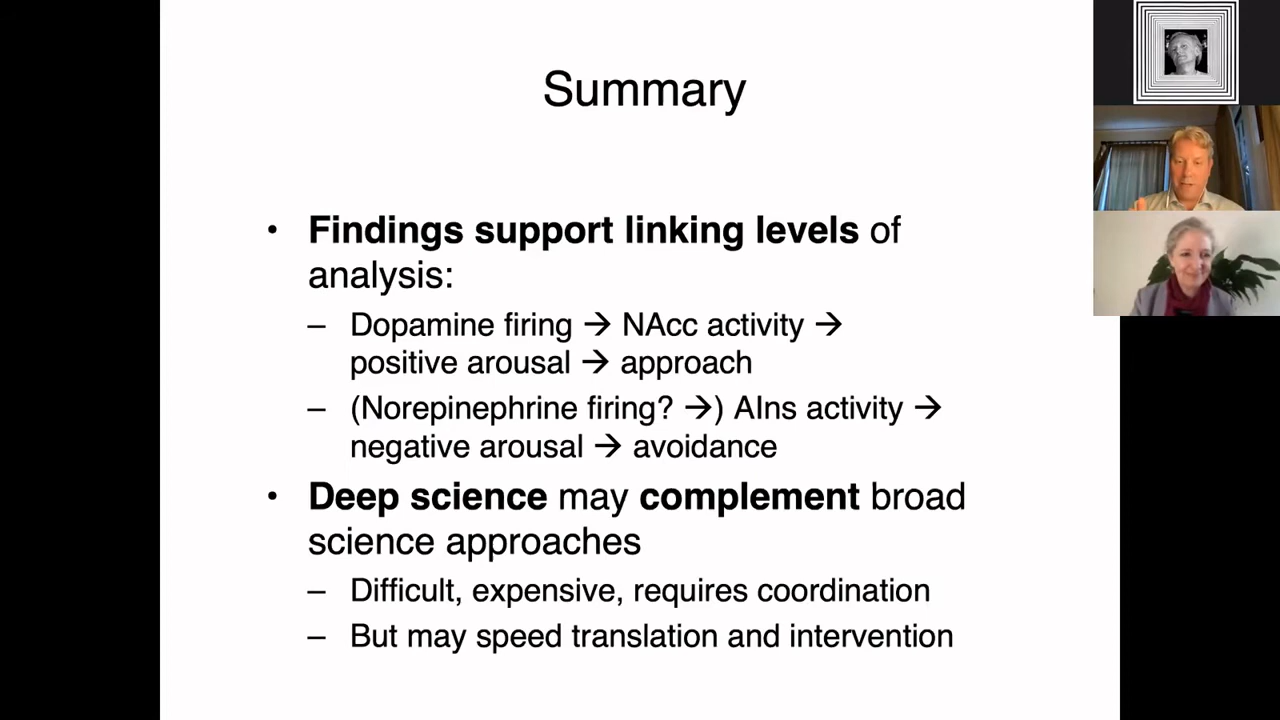 Summary
• Findings support linking levels of
analysis:
– Dopamine firing → NAcc activity →
positive arousal → approach
– (Norepinephrine firing? →) AIns activity →
negative arousal → avoidance
• Deep science may complement broad
science approaches
– Difficult, expensive, requires coordination
– But may speed translation and intervention